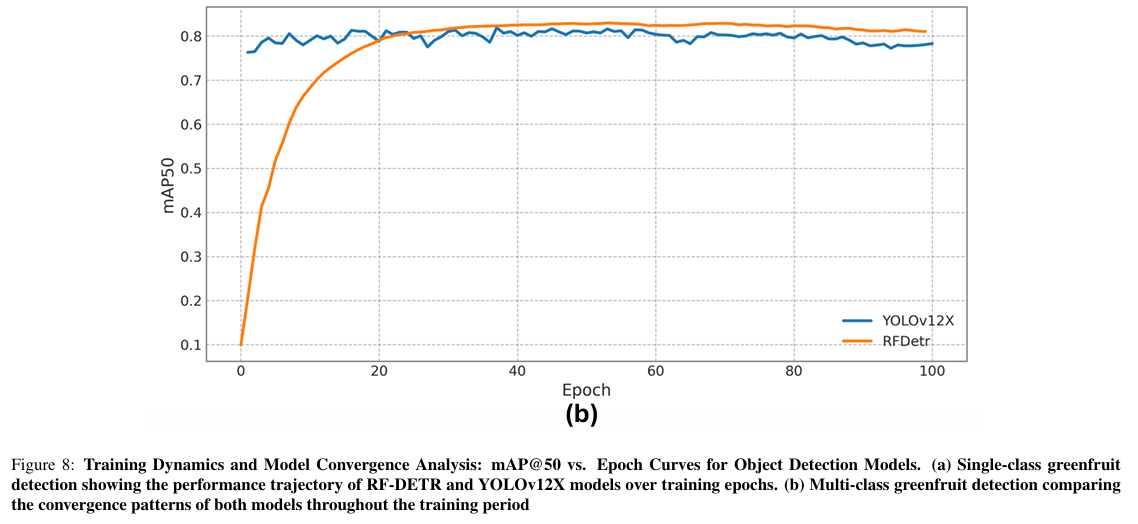 0.8
0.7
0.6
0.5
0.4
0.3
0.2
0.1
mAP50
YOLOv12X
RFDetr
0 20 40 60 80 100
Epoch
(b)
Figure 8: Training Dynamics and Model Convergence Analysis: mAP@50 vs. Epoch Curves for Object Detection Models. (a) Single-class greenfruit
detection showing the performance trajectory of RF-DETR and YOLOv12X models over training epochs. (b) Multi-class greenfruit detection comparing
the convergence patterns of both models throughout the training period